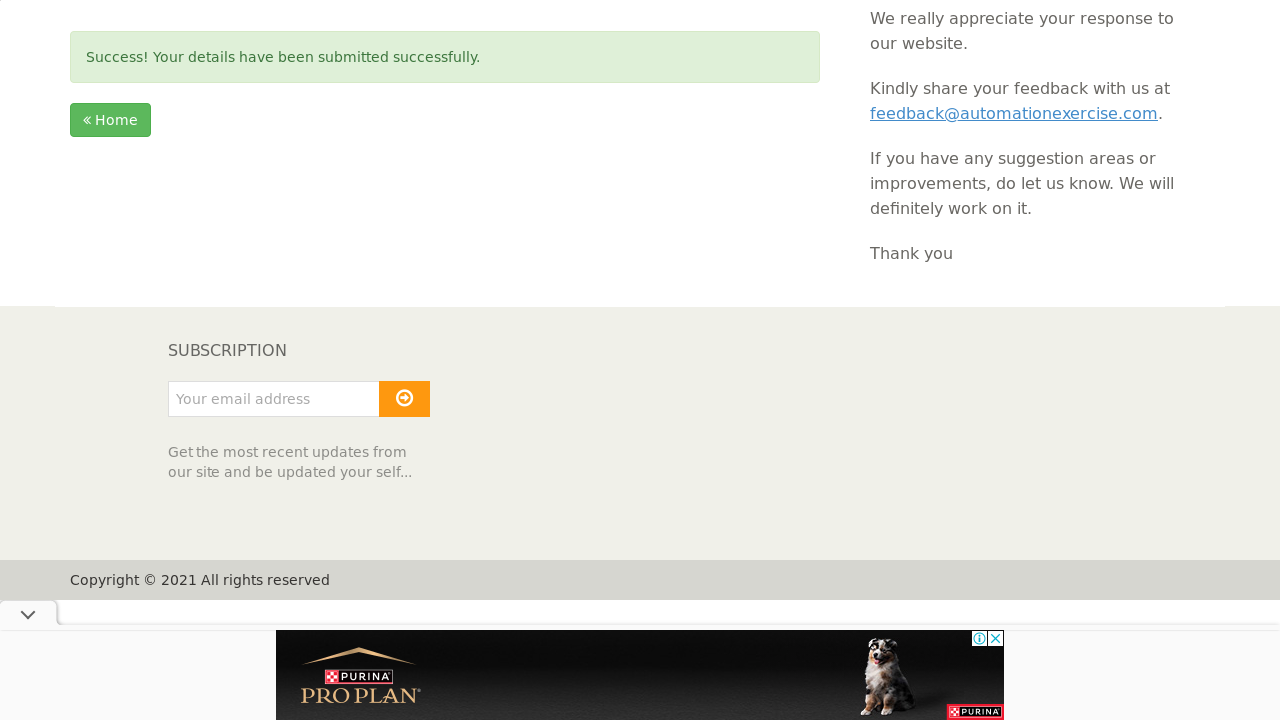 Success! Your details have been submitted successfully.
« Home
We really appreciate your response to
our website.
Kindly share your feedback with us at
feedback@automationexercise.com.
If you have any suggestion areas or
improvements, do let us know. We will
definitely work on it.
Thank you
SUBSCRIPTION
Your email address
Get the most recent updates from
our site and be updated your self...
Copyright © 2021 All rights reserved
PURINA
PRO PLAN
PURINA